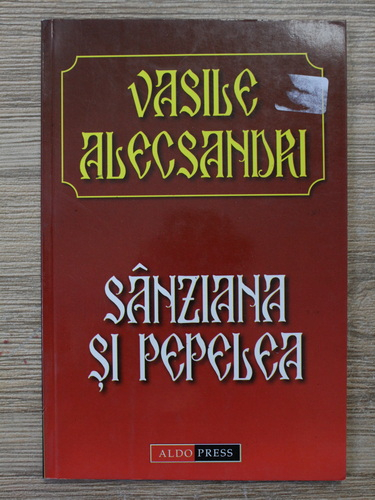 VASILE
ALECSANDRI
SÂNZIANA
ȘI PEPELEA
ALDO PRESS